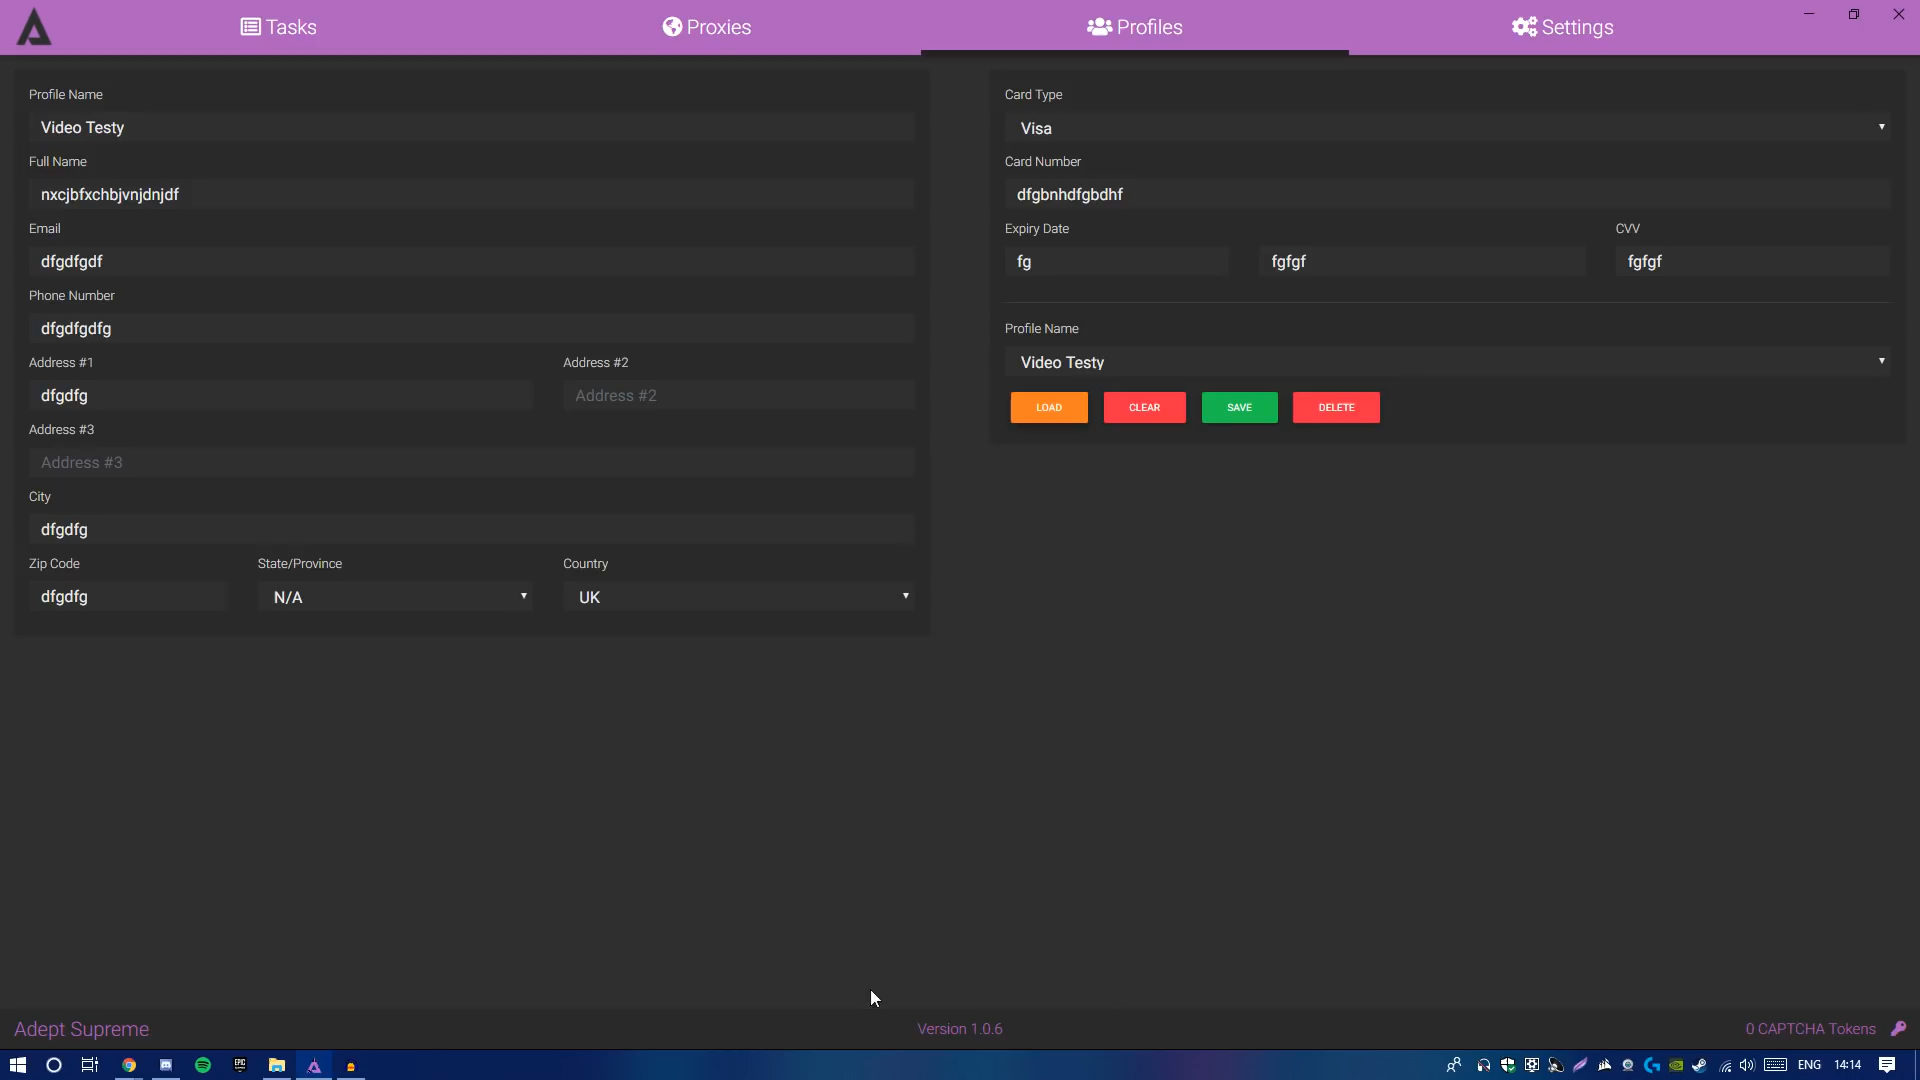 Tasks
Proxies
Profiles
Settings
Profile Name
Video Testy
Full Name
nxcjbfxchbjvnjdnjdf
Email
dfgdfgdf
Phone Number
dfgdfgdfg
Address #1
Address #2
dfgdfg
Address #2
Address #3
Address #3
City
dfgdfg
Zip Code
State/Province
Country
dfgdfg
N/A
UK
Card Type
Visa
Card Number
dfgbnhdfgbdhf
Expiry Date
CVV
fg
fgfgf
fgfgf
Profile Name
Video Testy
LOAD
CLEAR
SAVE
DELETE
Adept Supreme
Version 1.0.6
0 CAPTCHA Tokens
EPIC
ENG
14:14